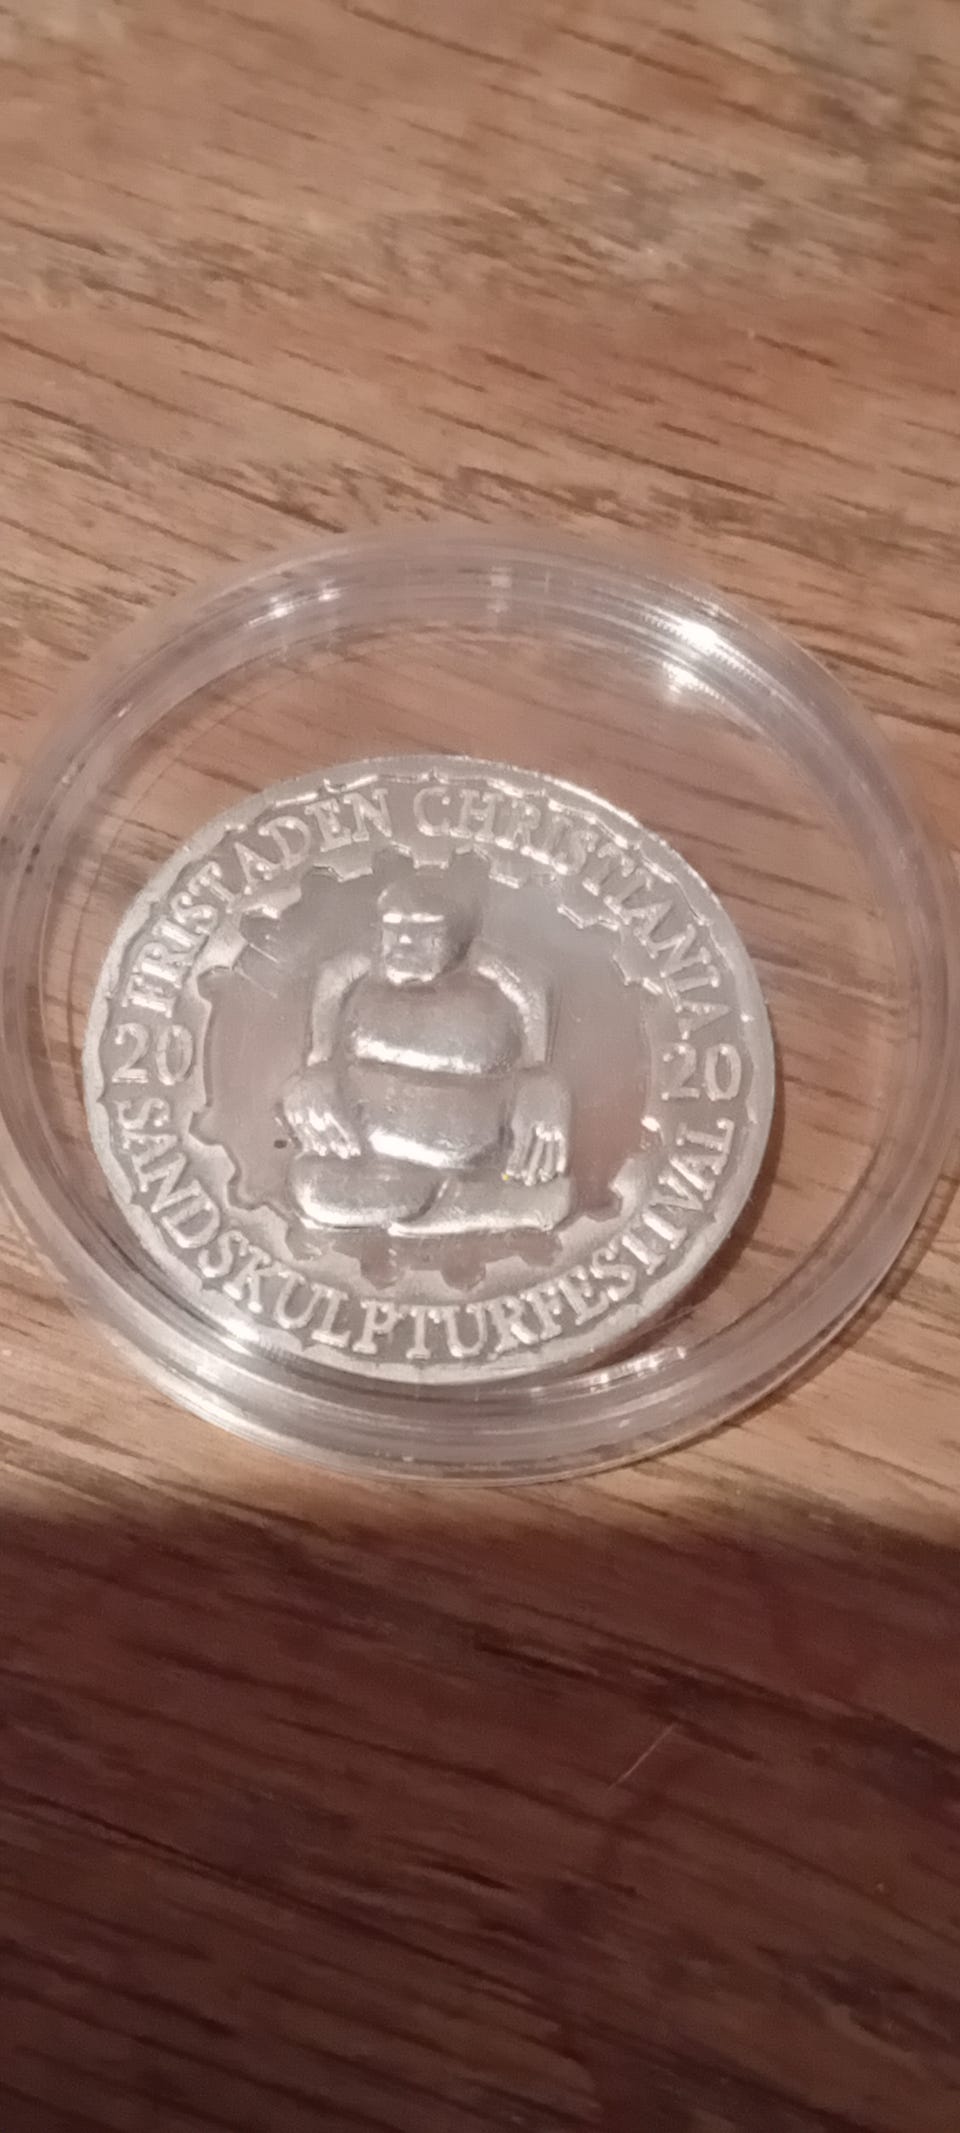 FRISTADEN CHRISTIANIA
20 20
SANDSKULPTURFESTIVAL